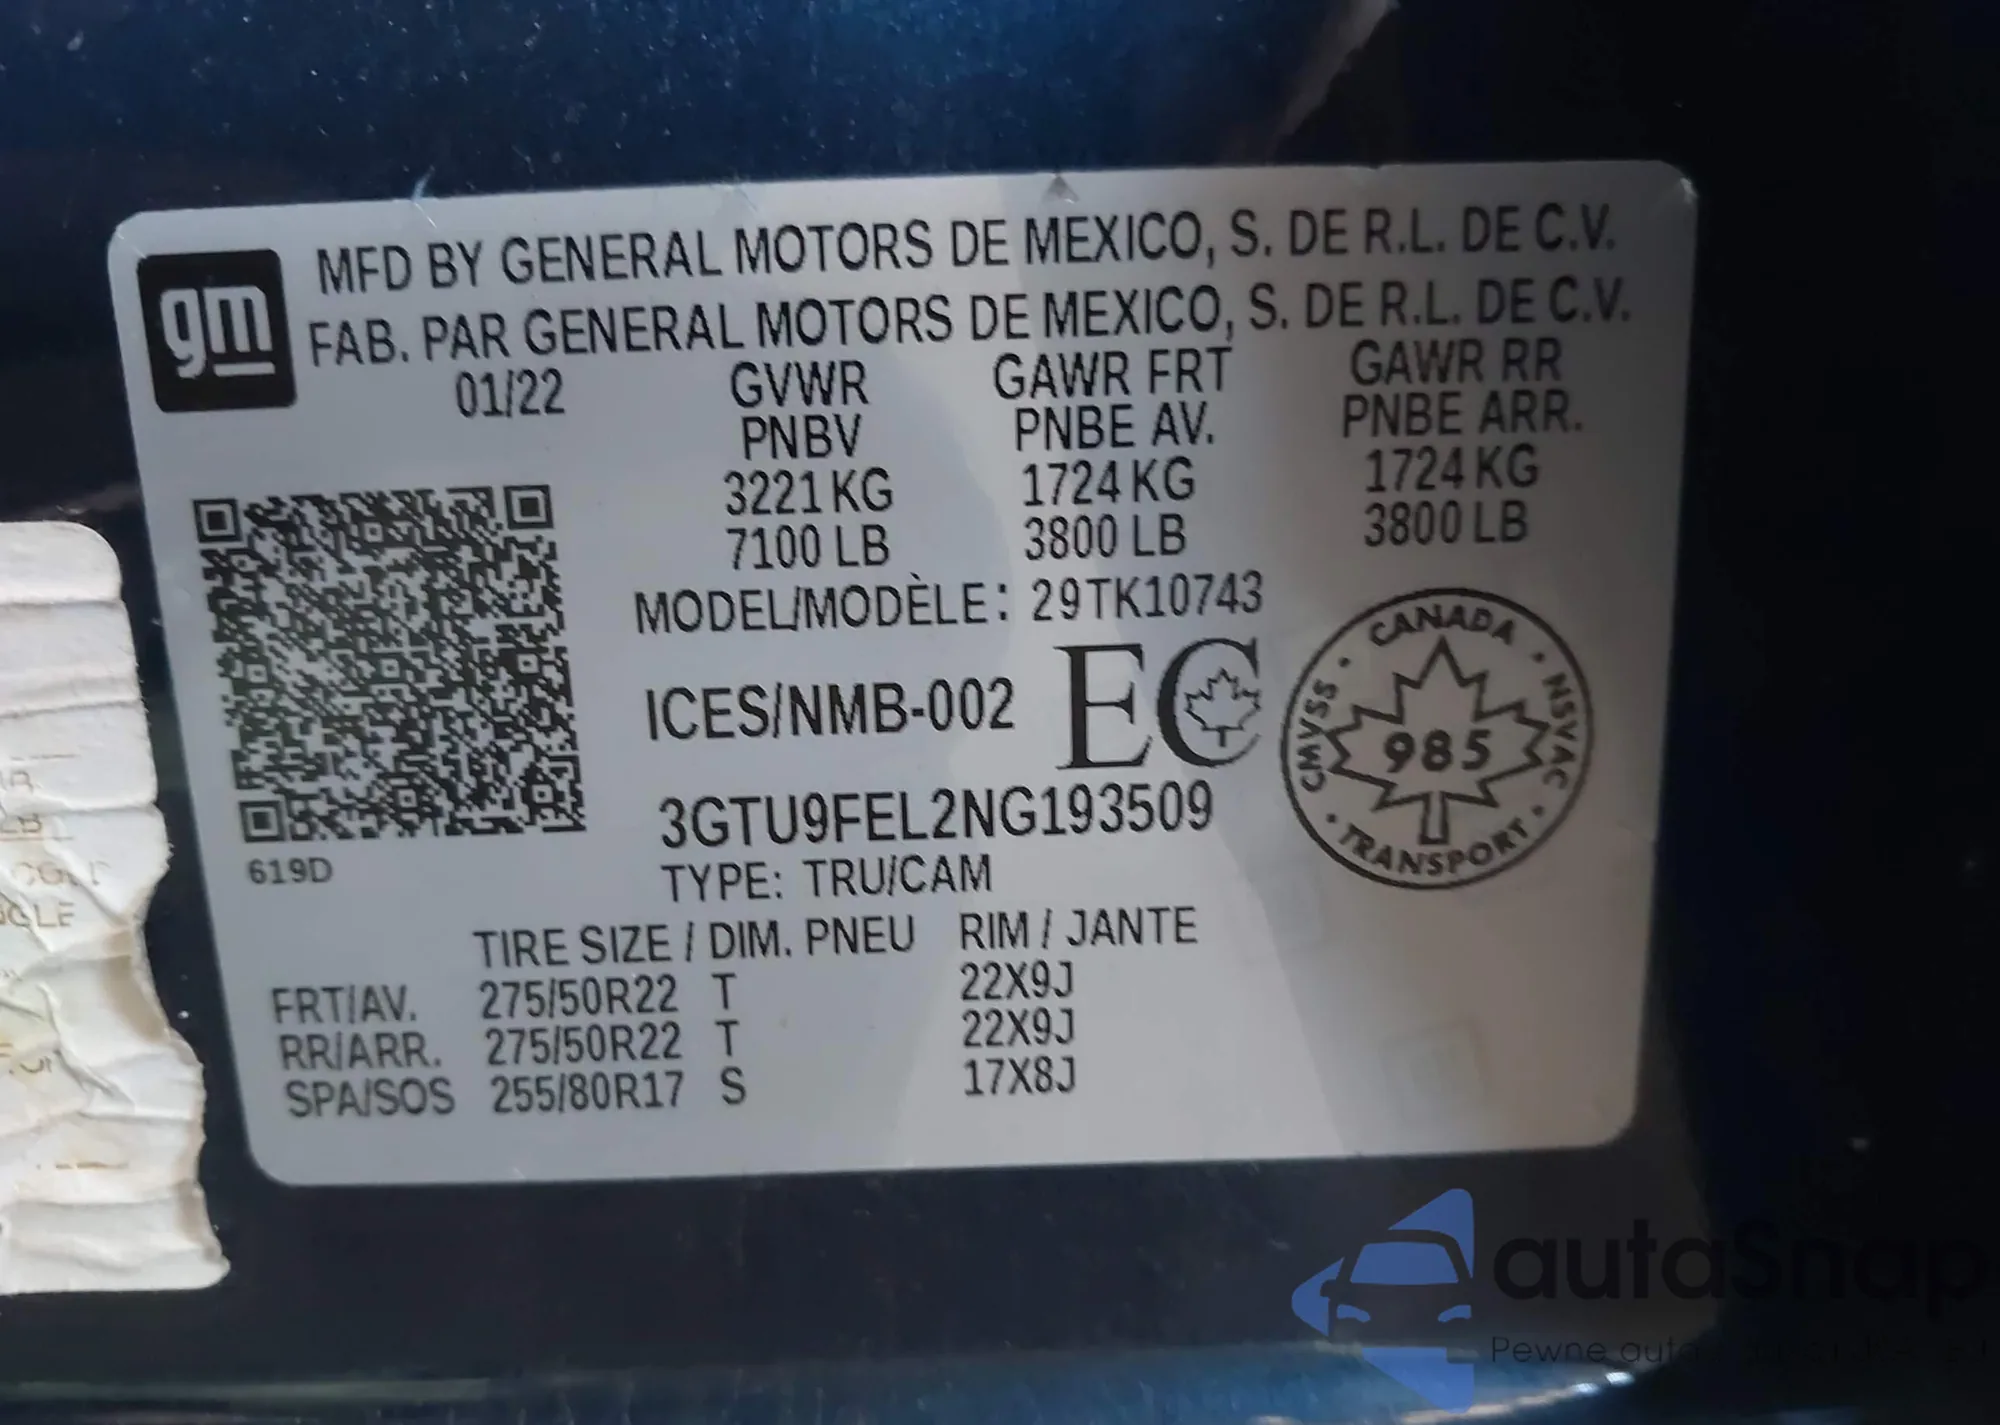 gm
MFD BY GENERAL MOTORS DE MEXICO, S. DE R.L. DE C.V.
FAB. PAR GENERAL MOTORS DE MEXICO, S. DE R.L. DE C.V.
01/22 GVWR GAWR FRT GAWR RR
PNBV PNBE AV. PNBE ARR.
3221 KG 1724 KG 1724 KG
7100 LB 3800 LB 3800 LB
MODEL/MODÈLE: 29TK10743
ICES/NMB-002 EC
CANADA
CMVSS 985 NSVAC
TRANSPORT
3GTU9FEL2NG193509
619D
TYPE: TRU/CAM
TIRE SIZE / DIM. PNEU RIM / JANTE
FRT/AV. 275/50R22 T 22X9J
RR/ARR. 275/50R22 T 22X9J
SPA/SOS 255/80R17 S 17X8J
autaSnap
Pewne auta